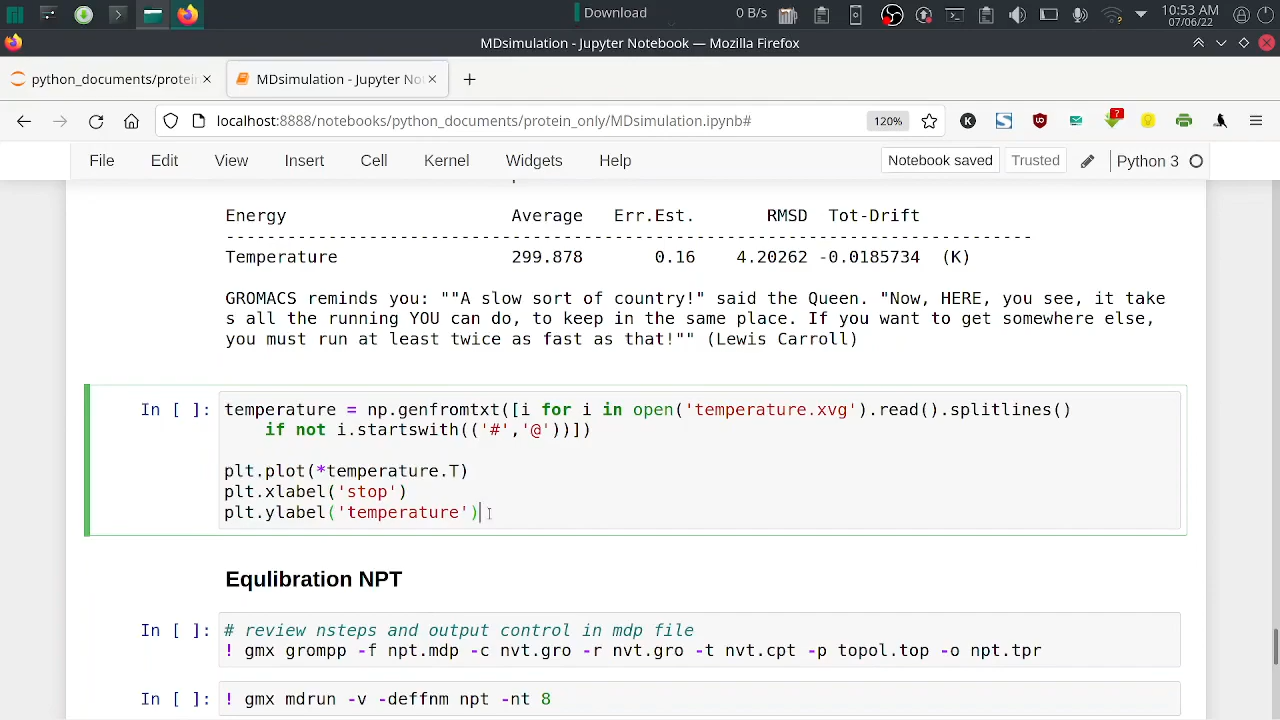 Download
0 B/s
10:53 AM
07/06/22
MDsimulation - Jupyter Notebook — Mozilla Firefox
python_documents/protei
MDsimulation - Jupyter No
localhost:8888/notebooks/python_documents/protein_only/MDsimulation.ipynb#
120%
File Edit View Insert Cell Kernel Widgets Help
Notebook saved Trusted Python 3
Energy Average Err.Est. RMSD Tot-Drift
-------------------------------------------------------------------------------
Temperature 299.878 0.16 4.20262 -0.0185734 (K)
GROMACS reminds you: ""A slow sort of country!" said the Queen. "Now, HERE, you see, it take
s all the running YOU can do, to keep in the same place. If you want to get somewhere else,
you must run at least twice as fast as that!"" (Lewis Carroll)
In [ ]: temperature = np.genfromtxt([i for i in open('temperature.xvg').read().splitlines()
if not i.startswith(('#','@'))])
plt.plot(*temperature.T)
plt.xlabel('stop')
plt.ylabel('temperature')
Equlibration NPT
In [ ]: # review nsteps and output control in mdp file
! gmx grompp -f npt.mdp -c nvt.gro -r nvt.gro -t nvt.cpt -p topol.top -o npt.tpr
In [ ]: ! gmx mdrun -v -deffnm npt -nt 8